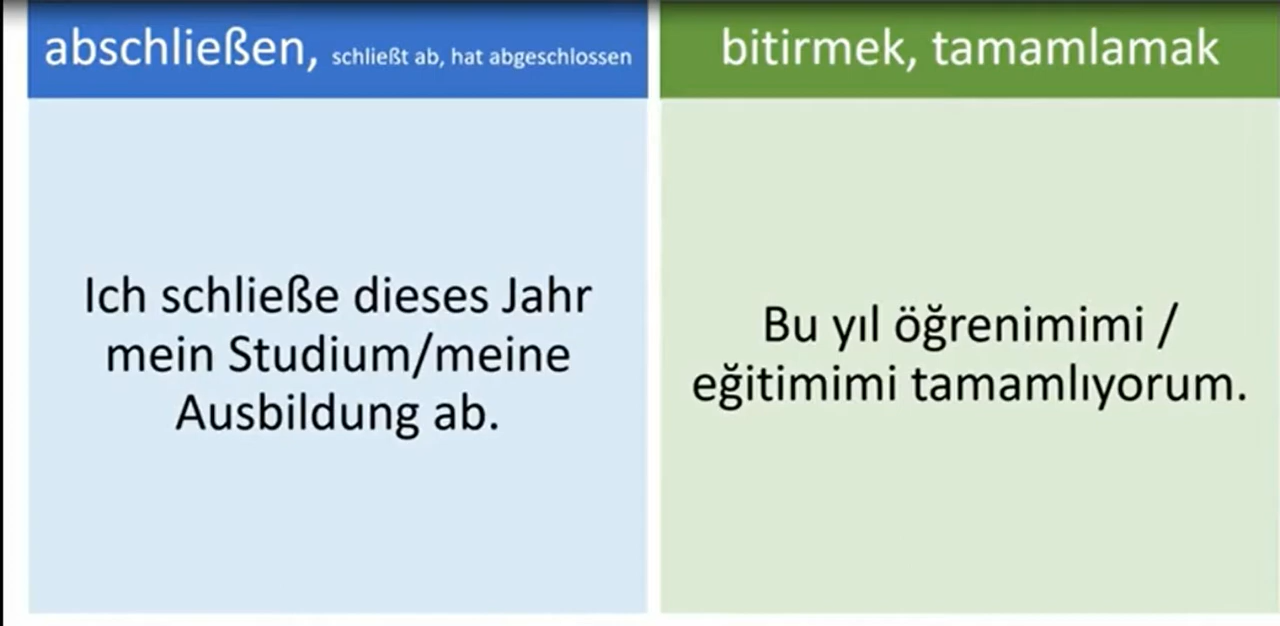 abschließen, schließt ab, hat abgeschlossen
bitirmek, tamamlamak
Ich schließe dieses Jahr
mein Studium/meine
Ausbildung ab.
Bu yıl öğrenimimi /
eğitimimi tamamlıyorum.